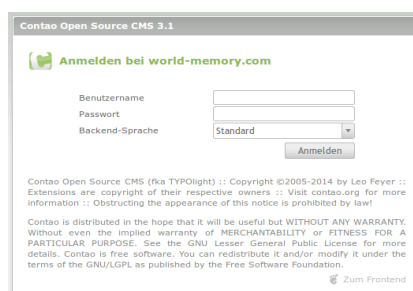 Contao Open Source CMS 3.1
Anmelden bei world-memory.com
Benutzername
Passwort
Backend-Sprache Standard
Anmelden
Contao Open Source CMS (fka TYPOlight) :: Copyright ©2005-2014 by Leo Feyer ::
Extensions are copyright of their respective owners :: Visit contao.org for more
information :: Obstructing the appearance of this notice is prohibited by law!
Contao is distributed in the hope that it will be useful but WITHOUT ANY WARRANTY.
Without even the implied warranty of MERCHANTABILITY or FITNESS FOR A
PARTICULAR PURPOSE. See the GNU Lesser General Public License for more
details. Contao is free software. You can redistribute it and/or modify it under the
terms of the GNU/LGPL as published by the Free Software Foundation.
Zum Frontend